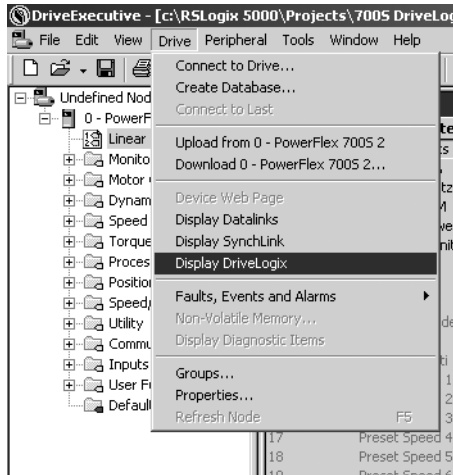 DriveExecutive - [c:\RSLogix 5000\Projects\700S DriveLog
File Edit View Drive Peripheral Tools Window Help
Connect to Drive...
Create Database...
Connect to Last
Upload from 0 - PowerFlex 700S 2
Download 0 - PowerFlex 700S 2...
Device Web Page
Display Datalinks
Display SynchLink
Display DriveLogix
Faults, Events and Alarms
Non-Volatile Memory...
Display Diagnostic Items
Groups...
Properties...
Refresh Node F5
Undefined Nod
0 - PowerF
Linear
Monito
Motor
Dynam
Speed
Torque
Proces
Position
Speed/
Utility
Commu
Inputs
User Fu
Defaul
17 Preset Speed 4
18 Preset Speed 5